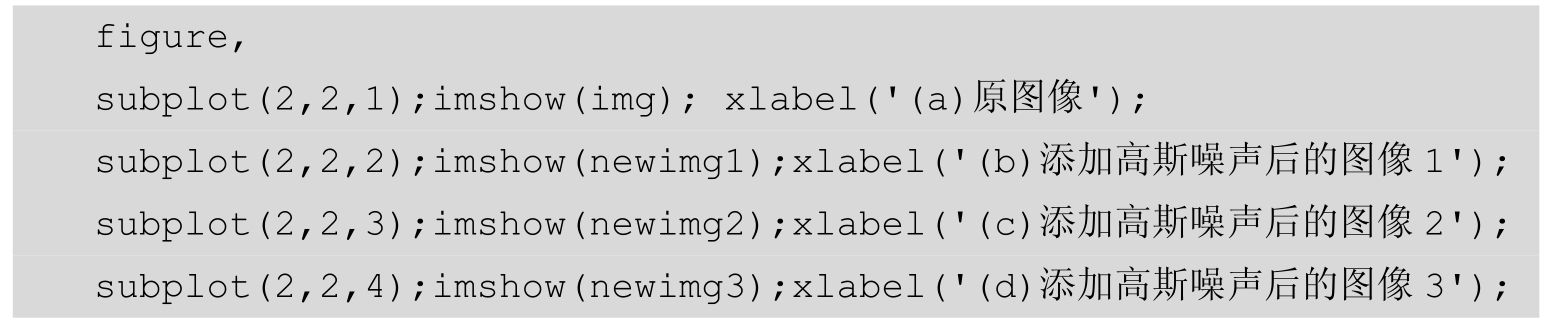 figure,
subplot(2,2,1);imshow(img); xlabel('(a)原图像');
subplot(2,2,2);imshow(newimg1);xlabel('(b)添加高斯噪声后的图像1');
subplot(2,2,3);imshow(newimg2);xlabel('(c)添加高斯噪声后的图像2');
subplot(2,2,4);imshow(newimg3);xlabel('(d)添加高斯噪声后的图像3');